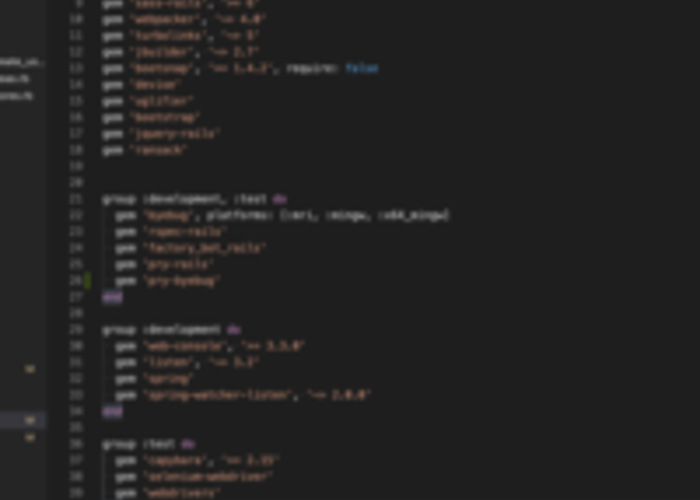 gem 'sass-rails', '>= 6'
10 gem 'webpacker', '~> 4.0'
11 gem 'turbolinks', '~> 5'
12 gem 'jbuilder', '~> 2.7'
13 gem 'bootsnap', '>= 1.4.2', require: false
14 gem 'devise'
15 gem 'uglifier'
16 gem 'bootstrap'
17 gem 'jquery-rails'
18 gem 'ransack'
19
20
21 group :development, :test do
22 gem 'byebug', platforms: [:mri, :mingw, :x64_mingw]
23 gem 'rspec-rails'
24 gem 'factory_bot_rails'
25 gem 'pry-rails'
26 gem 'pry-byebug'
27 end
28
29 group :development do
30 gem 'web-console', '>= 3.3.0'
31 gem 'listen', '~> 3.2'
32 gem 'spring'
33 gem 'spring-watcher-listen', '~> 2.0.0'
34 end
35
36 group :test do
37 gem 'capybara', '>= 2.15'
38 gem 'selenium-webdriver'
39 gem 'webdrivers'
M
M
M